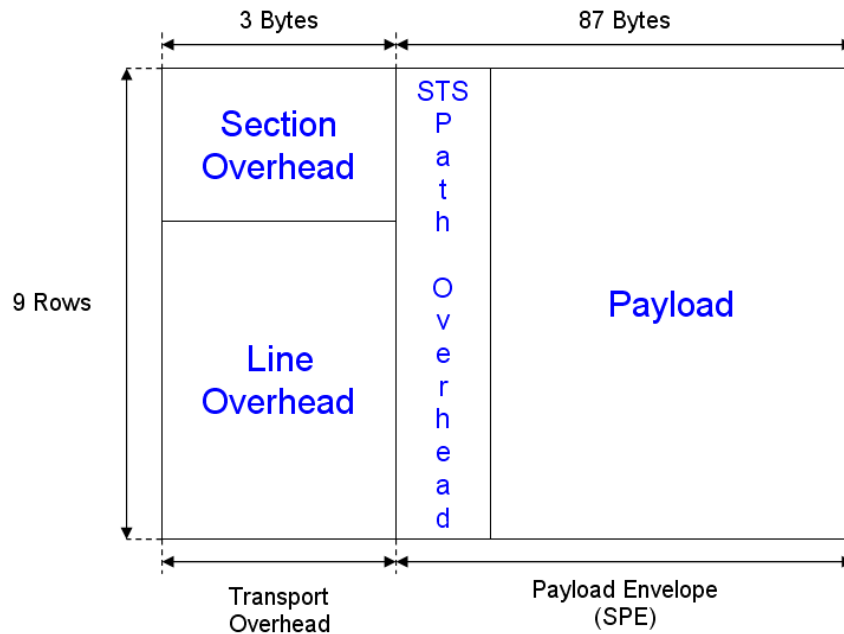 3 Bytes
87 Bytes
Section
Overhead
STS
P
a
t
h
O
v
e
r
h
e
a
d
9 Rows
Line
Overhead
Payload
Transport
Overhead
Payload Envelope
(SPE)